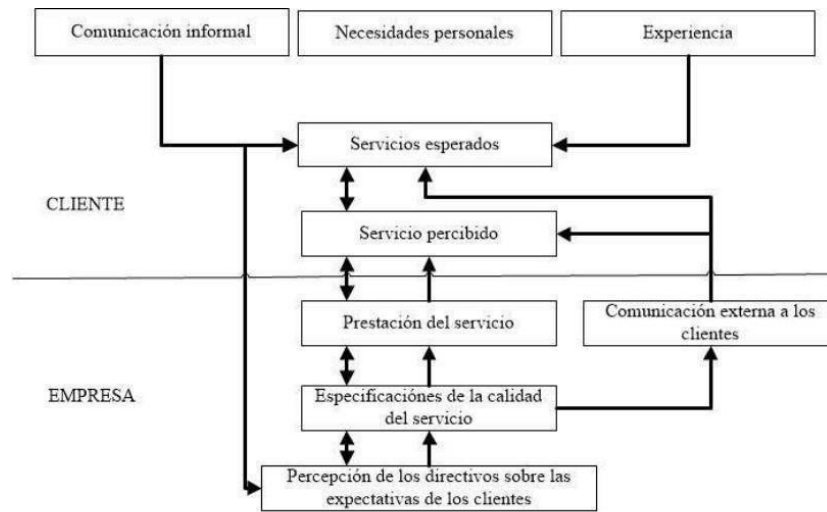 Comunicación informal
Necesidades personales
Experiencia
Servicios esperados
CLIENTE
Servicio percibido
Prestación del servicio
Comunicación externa a los
clientes
EMPRESA
Especificaciónes de la calidad
del servicio
Percepción de los directivos sobre las
expectativas de los clientes